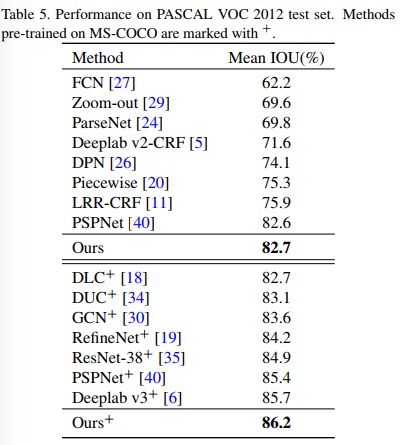 Table 5. Performance on PASCAL VOC 2012 test set. Methods
pre-trained on MS-COCO are marked with +.
Method Mean IOU(%)
FCN [27] 62.2
Zoom-out [29] 69.6
ParseNet [24] 69.8
Deeplab v2-CRF [5] 71.6
DPN [26] 74.1
Piecewise [20] 75.3
LRR-CRF [11] 75.9
PSPNet [40] 82.6
Ours 82.7
DLC+ [18] 82.7
DUC+ [34] 83.1
GCN+ [30] 83.6
RefineNet+ [19] 84.2
ResNet-38+ [35] 84.9
PSPNet+ [40] 85.4
Deeplab v3+ [6] 85.7
Ours+ 86.2